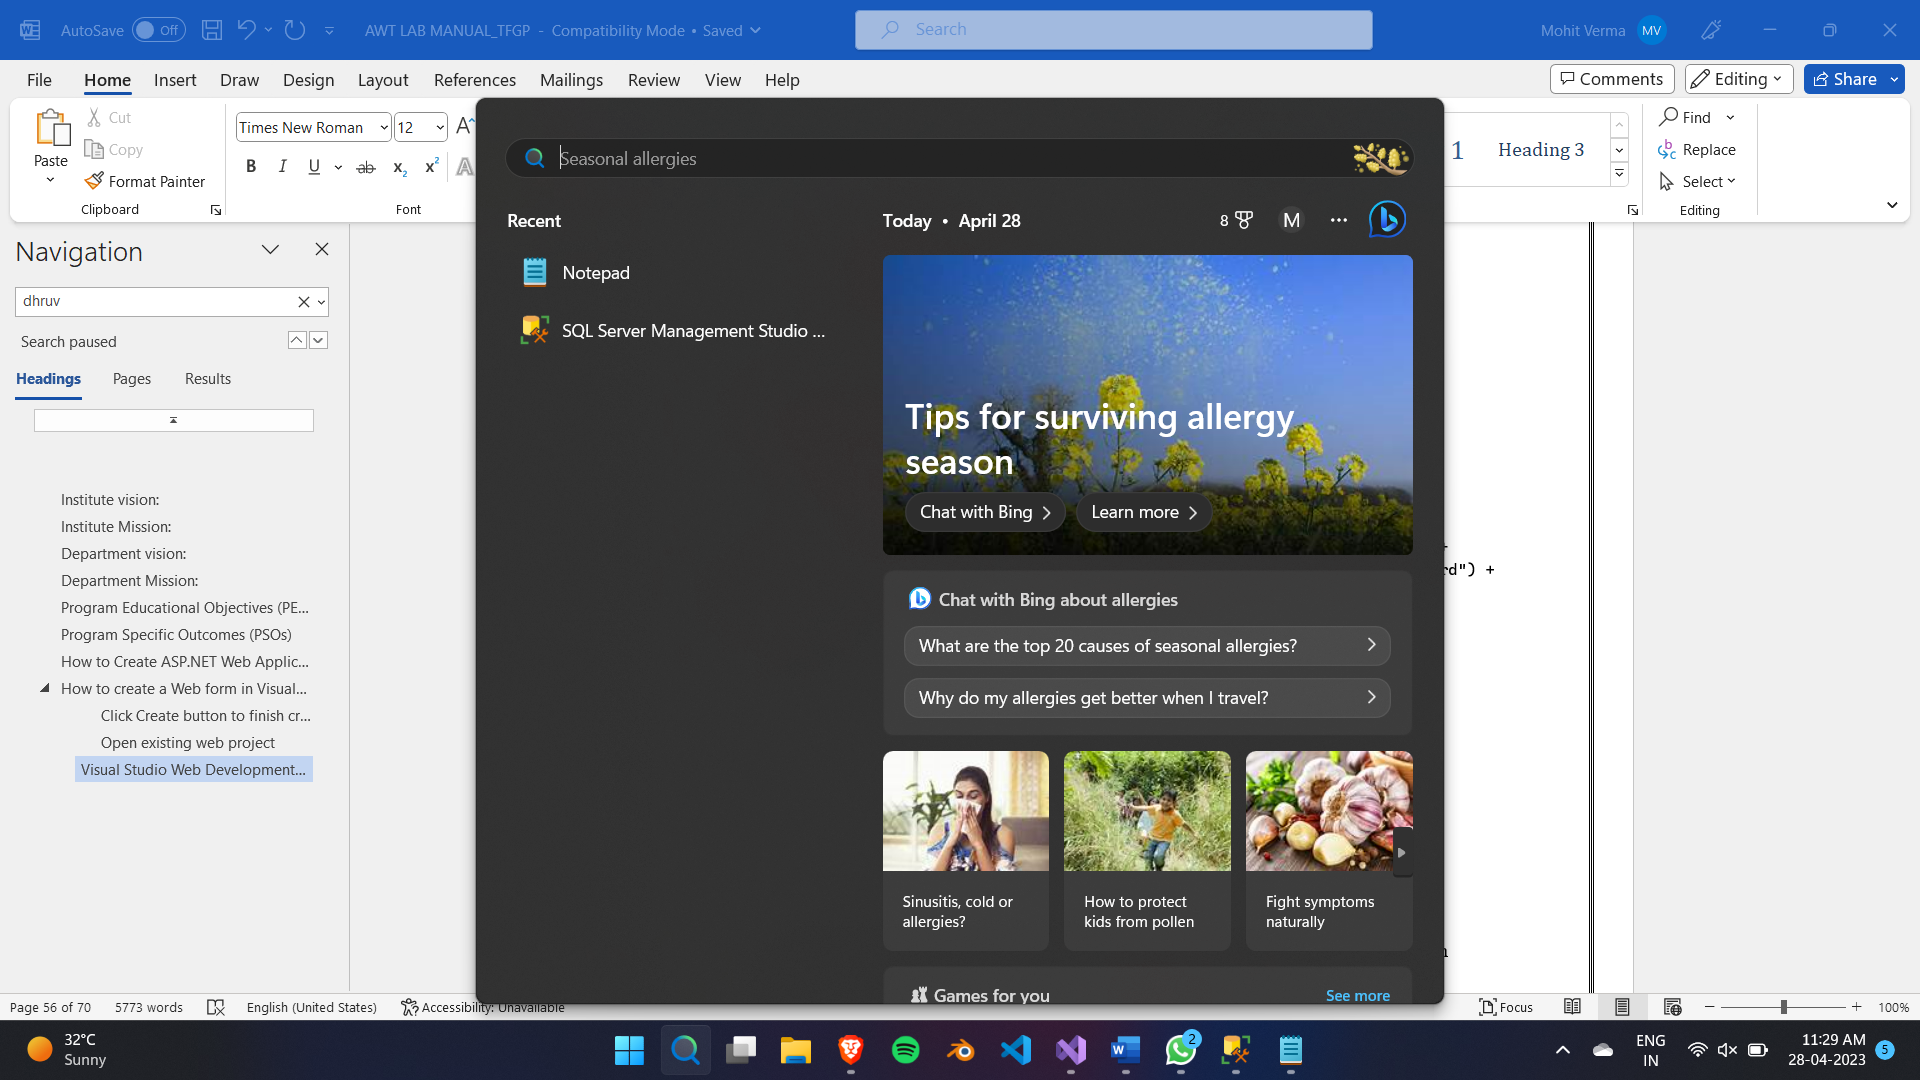 AutoSave Off AWT LAB MANUAL_TFGP - Compatibility Mode • Saved Search Mohit Verma MV
File Home Insert Draw Design Layout References Mailings Review View Help Comments Editing Share
Paste Cut Copy Format Painter
Clipboard
Times New Roman 12
B I U ab x2 x2 A
Font
1 Heading 3
Find
Replace
Select
Editing
Navigation
dhruv
Search paused
Headings Pages Results
Institute vision:
Institute Mission:
Department vision:
Department Mission:
Program Educational Objectives (PE...
Program Specific Outcomes (PSOs)
How to Create ASP.NET Web Applic...
How to create a Web form in Visual...
Click Create button to finish cr...
Open existing web project
Visual Studio Web Development...
Seasonal allergies
Recent
Notepad
SQL Server Management Studio ...
Today • April 28 8 M
Tips for surviving allergy
season
Chat with Bing Learn more
Chat with Bing about allergies
What are the top 20 causes of seasonal allergies?
Why do my allergies get better when I travel?
Sinusitis, cold or
allergies?
How to protect
kids from pollen
Fight symptoms
naturally
Games for you See more
rd") +
Page 56 of 70 5773 words English (United States) Accessibility: Unavailable Focus 100%
32°C
Sunny
2
ENG
IN
11:29 AM
28-04-2023
5